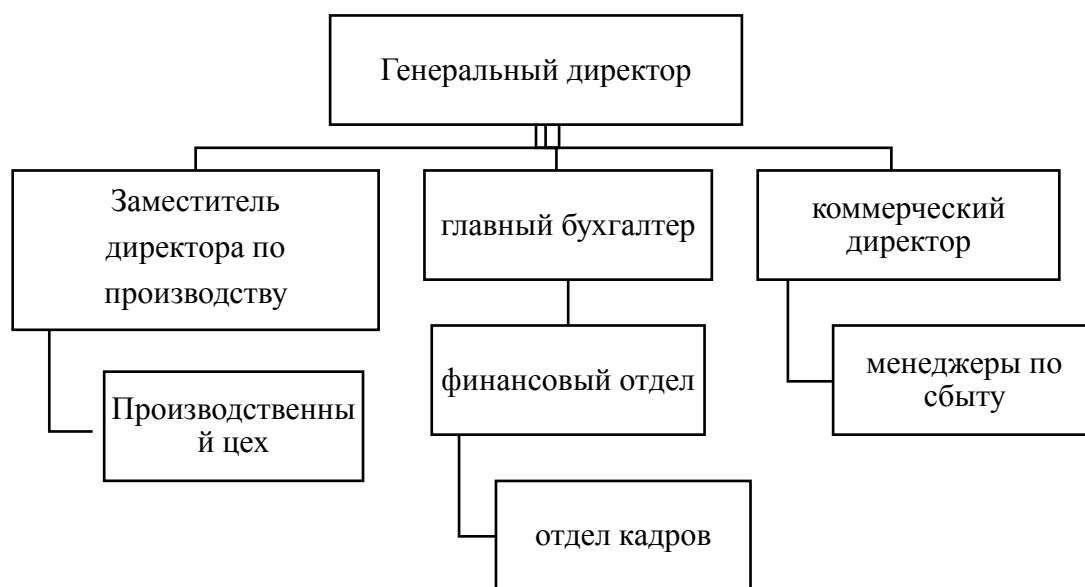 Генеральный директор
Заместитель
директора по
производству
главный бухгалтер
коммерческий
директор
Производственны
й цех
финансовый отдел
менеджеры по
сбыту
отдел кадров